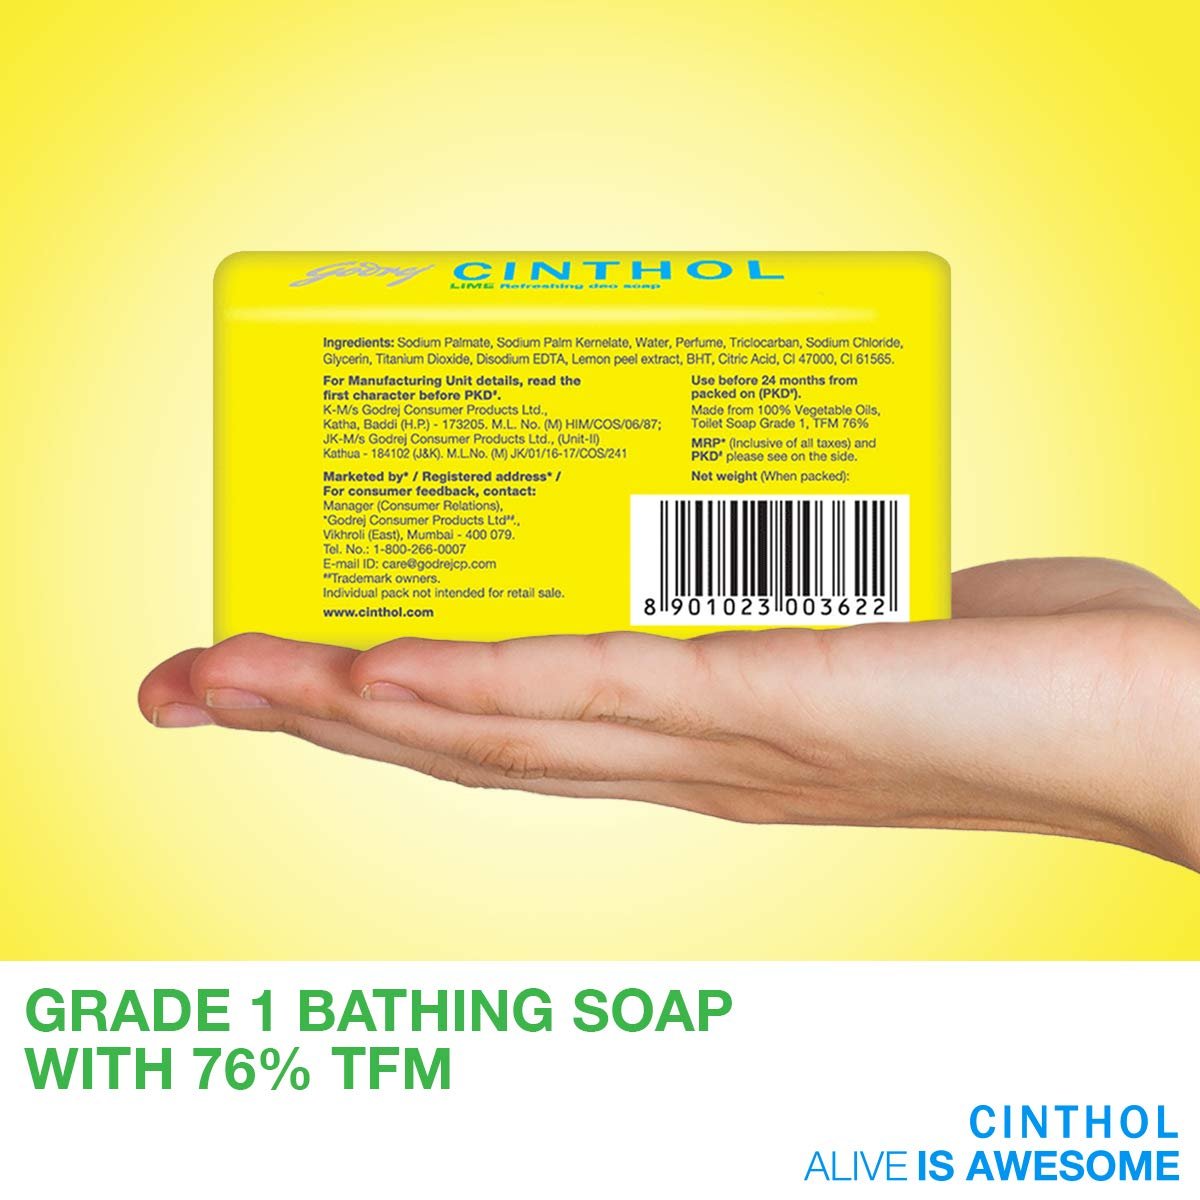 Godrej CINTHOL
LIME Refreshing deo soap
Ingredients: Sodium Palmate, Sodium Palm Kernelate, Water, Perfume, Triclocarban, Sodium Chloride,
Glycerin, Titanium Dioxide, Disodium EDTA, Lemon peel extract, BHT, Citric Acid, CI 47000, CI 61565.
For Manufacturing Unit details, read the
first character before PKD#.
K-M/s Godrej Consumer Products Ltd.,
Katha, Baddi (H.P.) - 173205. M.L. No. (M) HIM/COS/06/87;
JK-M/s Godrej Consumer Products Ltd., (Unit-II)
Kathua - 184102 (J&K). M.L.No. (M) JK/01/16-17/COS/241
Marketed by* / Registered address* /
For consumer feedback, contact:
Manager (Consumer Relations),
*Godrej Consumer Products Ltd##.,
Vikhroli (East), Mumbai - 400 079.
Tel. No.: 1-800-266-0007
E-mail ID: care@godrejcp.com
##Trademark owners.
Individual pack not intended for retail sale.
www.cinthol.com
Use before 24 months from
packed on (PKD#).
Made from 100% Vegetable Oils,
Toilet Soap Grade 1, TFM 76%
MRP* (Inclusive of all taxes) and
PKD# please see on the side.
Net weight (When packed):
8 901023 003622
GRADE 1 BATHING SOAP
WITH 76% TFM
CINTHOL
ALIVE IS AWESOME